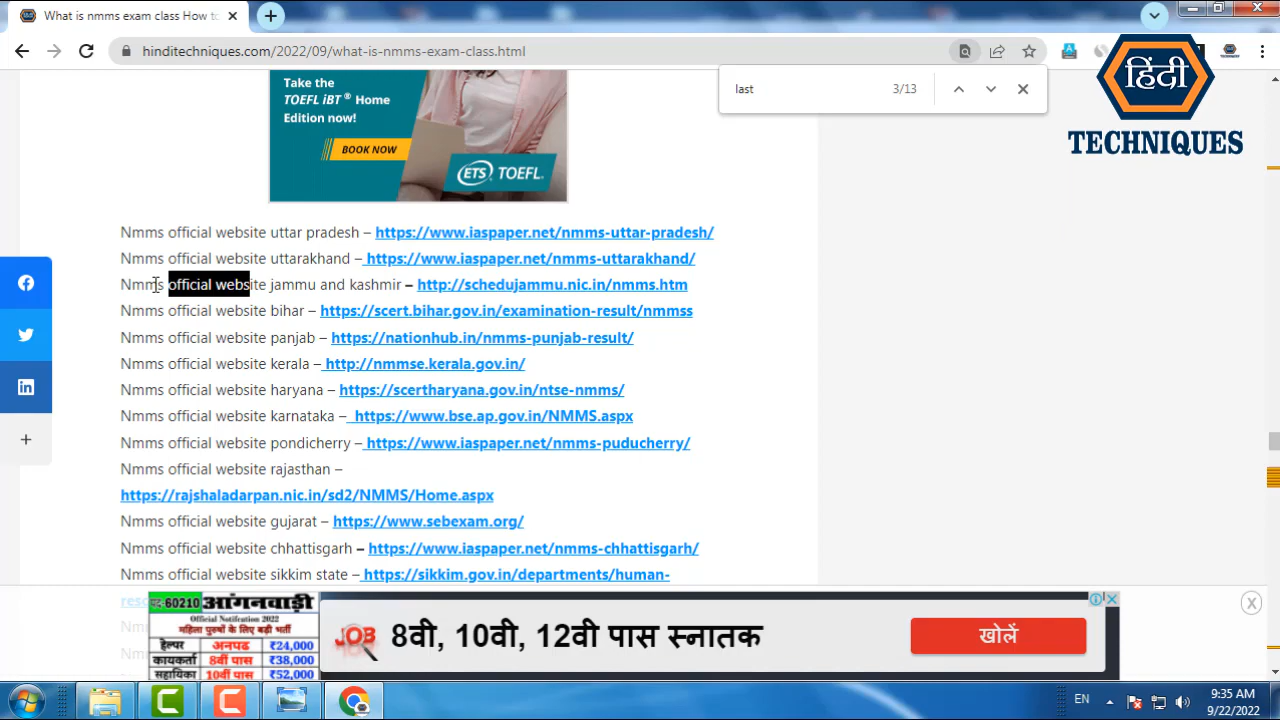 What is nmms exam class How to
hinditechniques.com/2022/09/what-is-nmms-exam-class.html
last
3/13
हिंदी
TECHNIQUES
Take the
TOEFL iBT ® Home
Edition now!
BOOK NOW
ETS TOEFL.
Nmms official website uttar pradesh – https://www.iaspaper.net/nmms-uttar-pradesh/
Nmms official website uttarakhand – https://www.iaspaper.net/nmms-uttarakhand/
Nmms official website jammu and kashmir – http://schedujammu.nic.in/nmms.htm
Nmms official website bihar – https://scert.bihar.gov.in/examination-result/nmmss
Nmms official website panjab – https://nationhub.in/nmms-punjab-result/
Nmms official website kerala – http://nmmse.kerala.gov.in/
Nmms official website haryana – https://scertharyana.gov.in/ntse-nmms/
Nmms official website karnataka – https://www.bse.ap.gov.in/NMMS.aspx
Nmms official website pondicherry – https://www.iaspaper.net/nmms-puducherry/
Nmms official website rajasthan –
https://rajshaladarpan.nic.in/sd2/NMMS/Home.aspx
Nmms official website gujarat – https://www.sebexam.org/
Nmms official website chhattisgarh – https://www.iaspaper.net/nmms-chhattisgarh/
Nmms official website sikkim state – https://sikkim.gov.in/departments/human-
पद-60210 आंगनवाड़ी
Official Notification 2022
महिला पुरुषों के लिए बड़ी भर्ती
हेल्पर अनपढ ₹24,000
कार्यकर्ता 8वीं पास ₹38,000
सहायिका 10वीं पास ₹52,000
JOB
8वी, 10वी, 12वी पास स्नातक
खोलें
EN
9:35 AM
9/22/2022